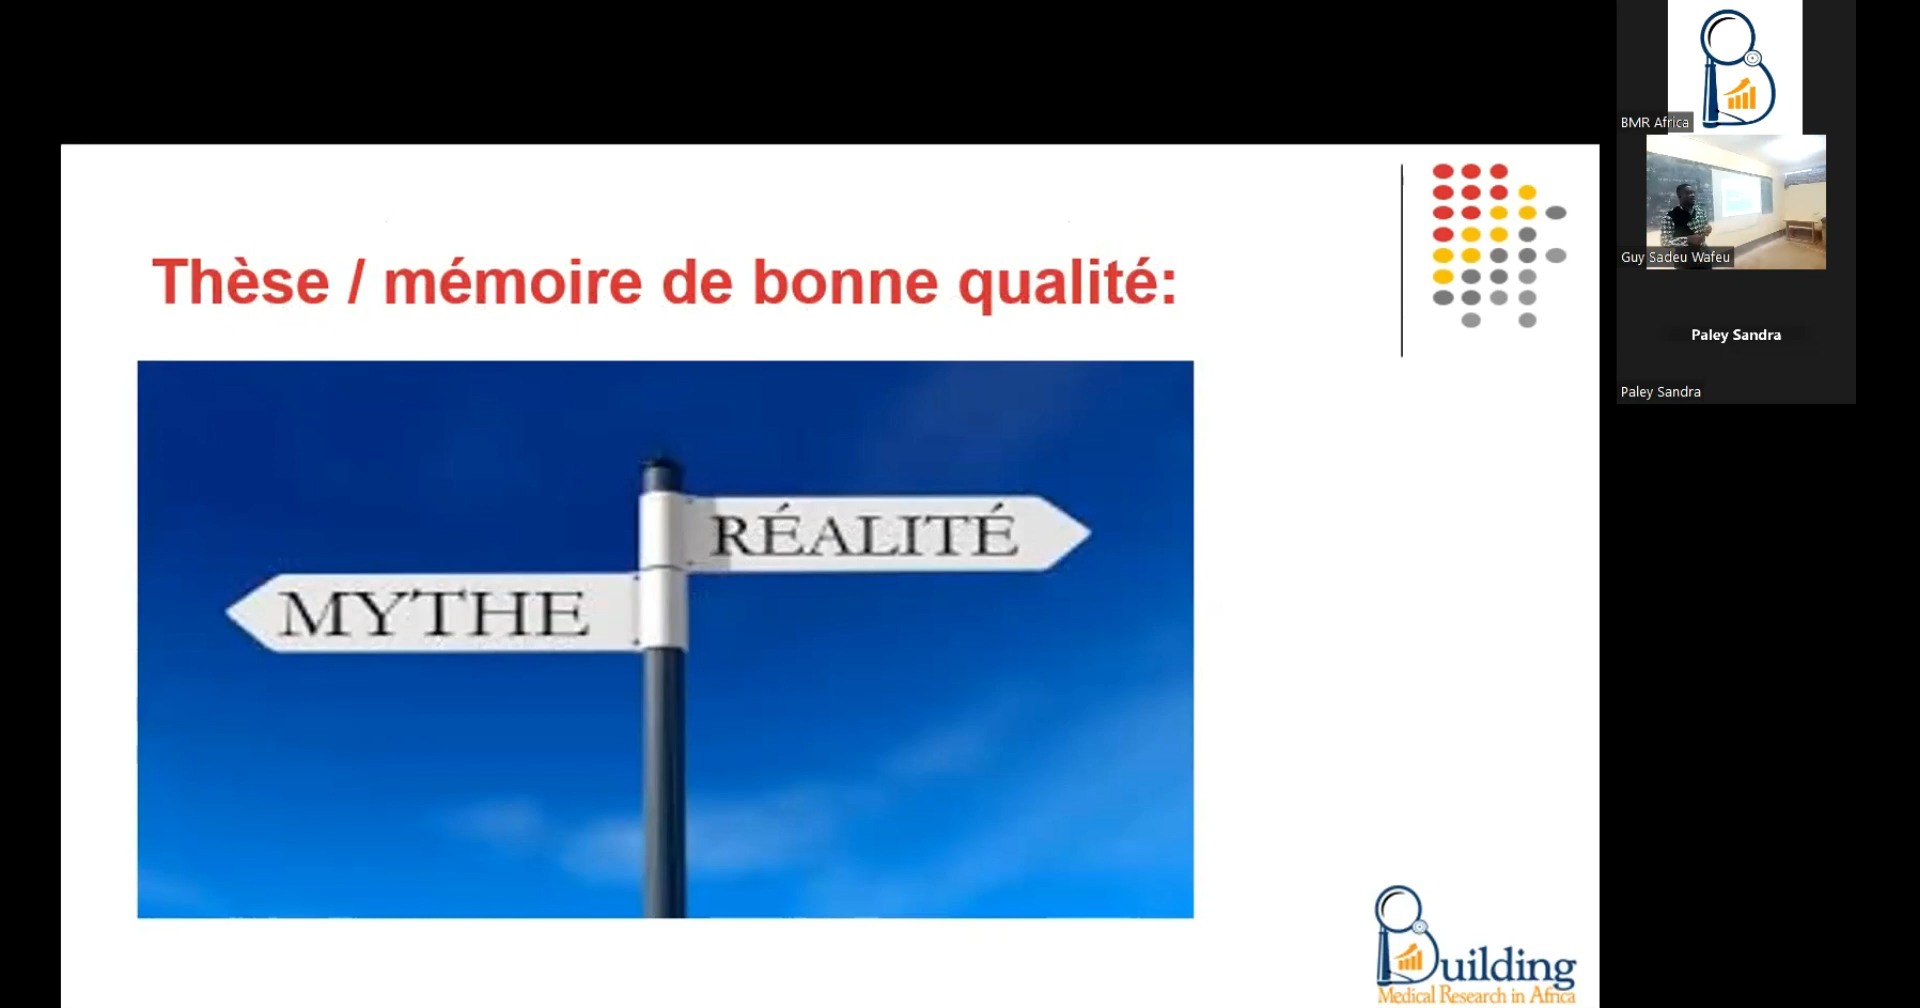 Thèse / mémoire de bonne qualité:
RÉALITÉ
MYTHE
Building
Medical Research in Africa
BMR Africa
Guy Sadeu Wafeu
Paley Sandra
Paley Sandra